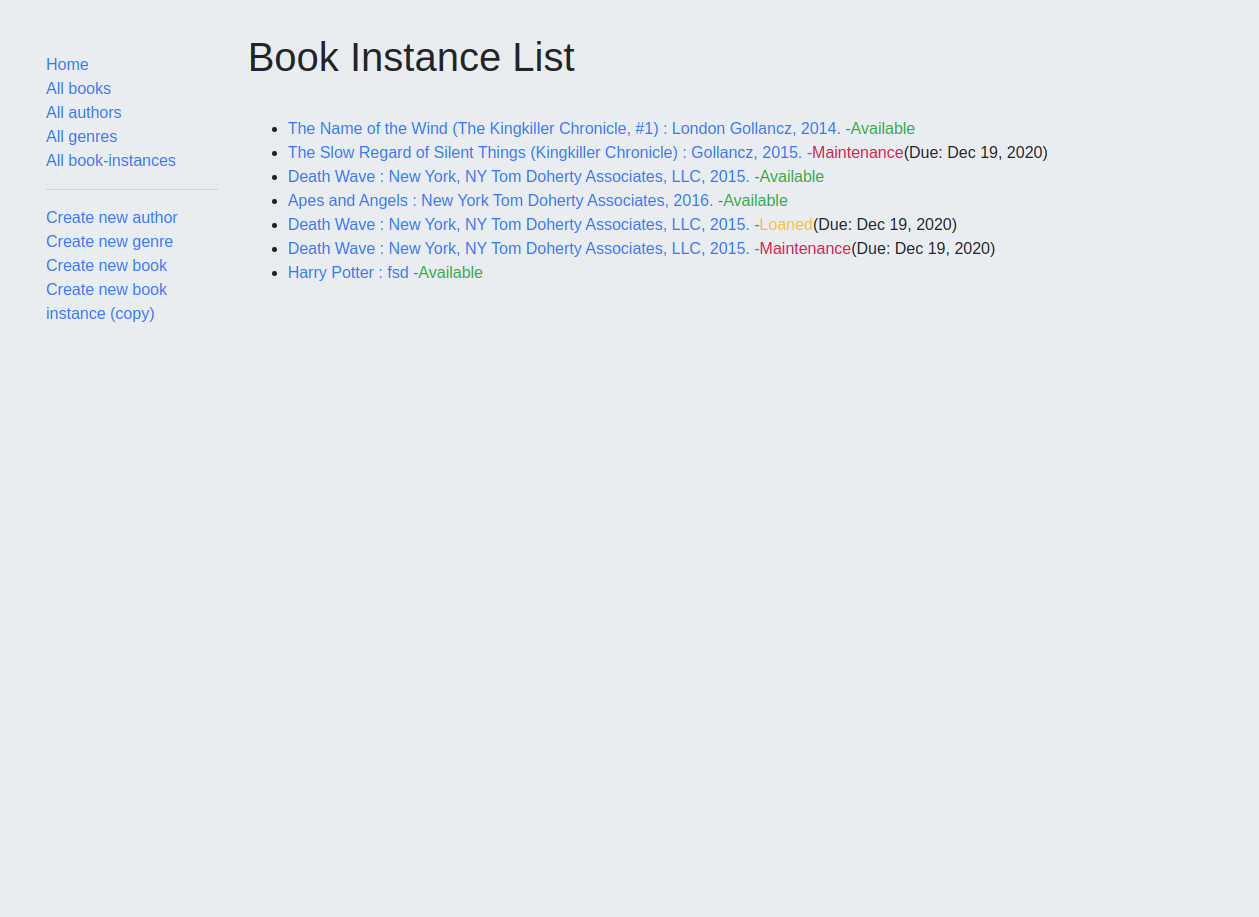 Home
All books
All authors
All genres
All book-instances
Create new author
Create new genre
Create new book
Create new book
instance (copy)
Book Instance List
The Name of the Wind (The Kingkiller Chronicle, #1) : London Gollancz, 2014. -Available
The Slow Regard of Silent Things (Kingkiller Chronicle) : Gollancz, 2015. -Maintenance(Due: Dec 19, 2020)
Death Wave : New York, NY Tom Doherty Associates, LLC, 2015. -Available
Apes and Angels : New York Tom Doherty Associates, 2016. -Available
Death Wave : New York, NY Tom Doherty Associates, LLC, 2015. -Loaned(Due: Dec 19, 2020)
Death Wave : New York, NY Tom Doherty Associates, LLC, 2015. -Maintenance(Due: Dec 19, 2020)
Harry Potter : fsd -Available